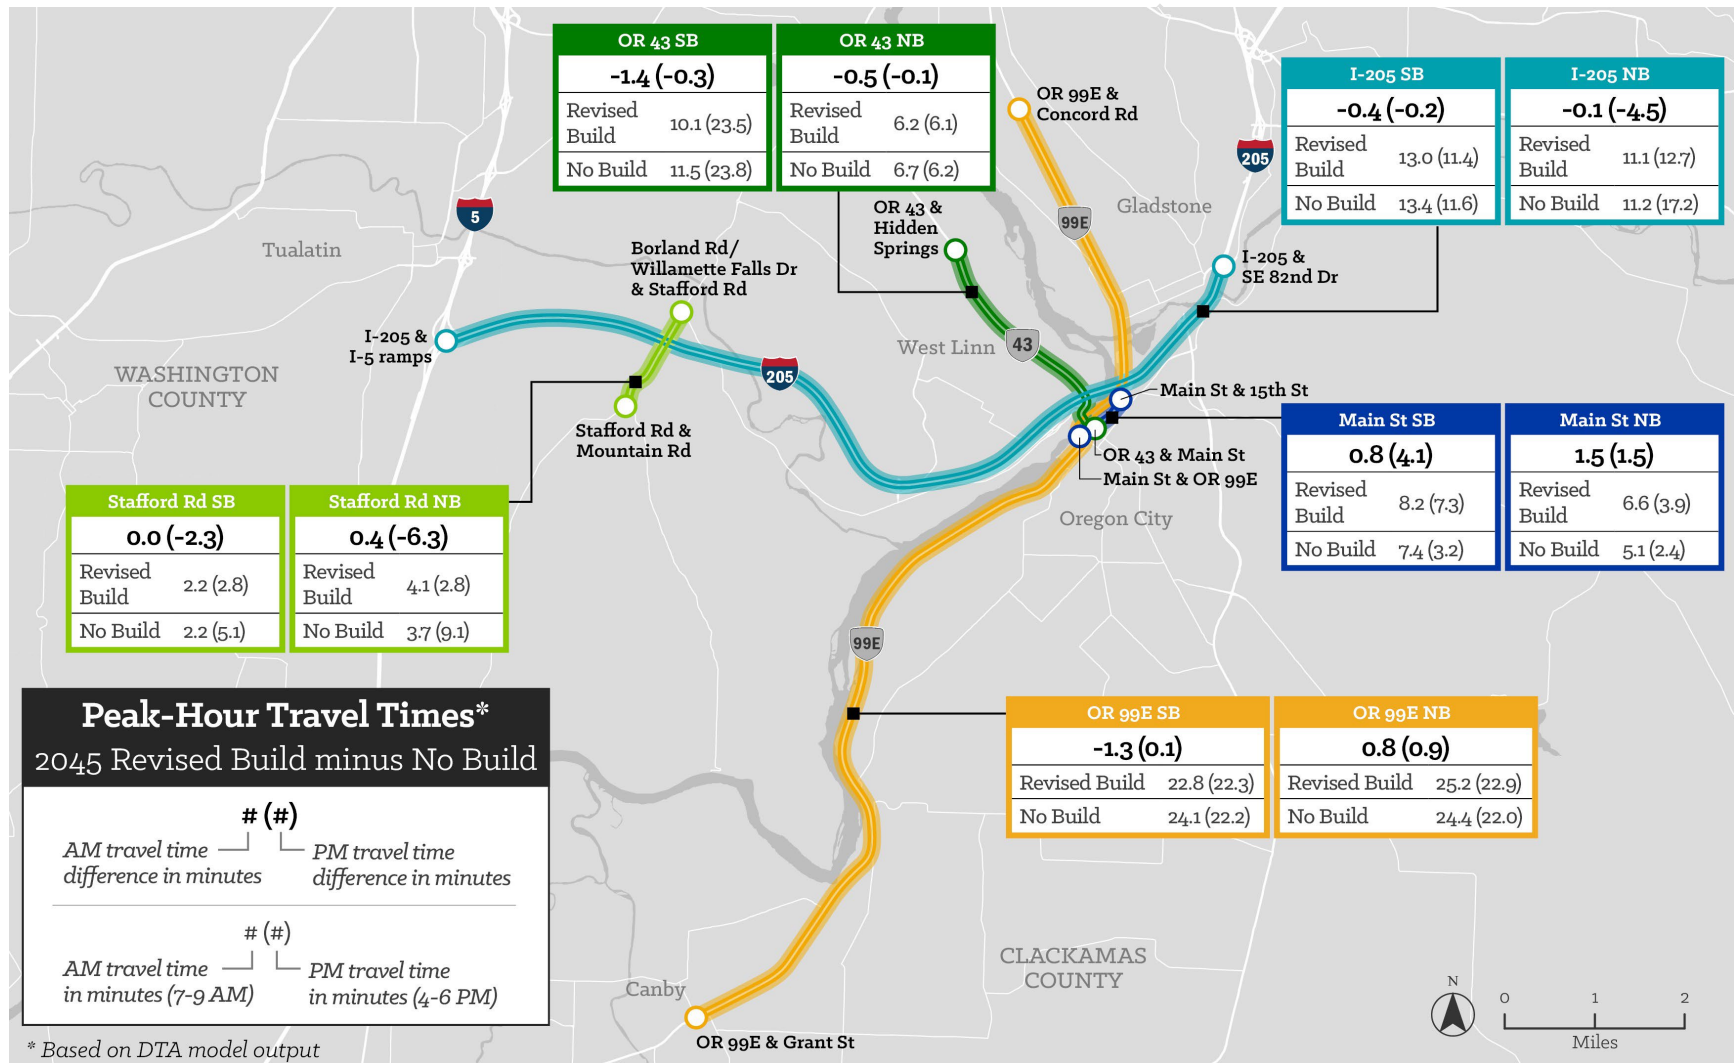 OR 43 SB
-1.4 (-0.3)
Revised
Build
10.1 (23.5)
No Build 11.5 (23.8)
OR 43 NB
-0.5 (-0.1)
Revised
Build
6.2 (6.1)
No Build 6.7 (6.2)
I-205 SB
-0.4 (-0.2)
Revised
Build
13.0 (11.4)
No Build 13.4 (11.6)
I-205 NB
-0.1 (-4.5)
Revised
Build
11.1 (12.7)
No Build 11.2 (17.2)
OR 99E &
Concord Rd
205
99E
Gladstone
5
OR 43 &
Hidden
Springs
Tualatin
Borland Rd/
Willamette Falls Dr
& Stafford Rd
I-205 &
SE 82nd Dr
I-205 &
I-5 ramps
West Linn
43
205
WASHINGTON
COUNTY
Main St & 15th St
Stafford Rd &
Mountain Rd
OR 43 & Main St
Main St & OR 99E
Oregon City
Main St SB
0.8 (4.1)
Revised
Build
8.2 (7.3)
No Build 7.4 (3.2)
Main St NB
1.5 (1.5)
Revised
Build
6.6 (3.9)
No Build 5.1 (2.4)
Stafford Rd SB
0.0 (-2.3)
Revised
Build
2.2 (2.8)
No Build 2.2 (5.1)
Stafford Rd NB
0.4 (-6.3)
Revised
Build
4.1 (2.8)
No Build 3.7 (9.1)
99E
OR 99E SB
-1.3 (0.1)
Revised Build 22.8 (22.3)
No Build 24.1 (22.2)
OR 99E NB
0.8 (0.9)
Revised Build 25.2 (22.9)
No Build 24.4 (22.0)
Peak-Hour Travel Times*
2045 Revised Build minus No Build
# (#)
AM travel time
difference in minutes
PM travel time
difference in minutes
# (#)
AM travel time
in minutes (7-9 AM)
PM travel time
in minutes (4-6 PM)
* Based on DTA model output
Canby
OR 99E & Grant St
CLACKAMAS
COUNTY
N
0 1 2
Miles